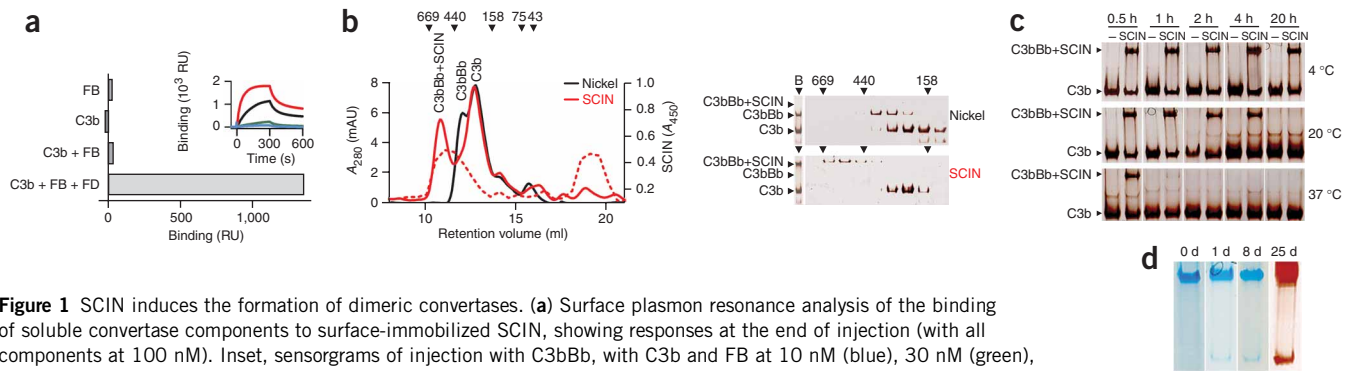 a
FB
C3b
C3b + FB
C3b + FB + FD
0 500 1,000
Binding (RU)
Binding (10³ RU)
2
1
0
0 300 600
Time (s)
b
669 440 158 75 43
C3bBb+SCIN
C3bBb
C3b
Nickel
SCIN
A280 (mAU)
8
6
4
2
0
10 15 20
Retention volume (ml)
1.0
0.8
0.6
0.4
0.2
SCIN (A450)
B 669 440 158
C3bBb+SCIN
C3bBb
C3b
Nickel
C3bBb+SCIN
C3bBb
C3b
SCIN
c
0.5 h 1 h 2 h 4 h 20 h
– SCIN – SCIN – SCIN – SCIN – SCIN
C3bBb+SCIN
C3b
4 °C
C3bBb+SCIN
C3b
20 °C
C3bBb+SCIN
C3b
37 °C
d
0 d 1 d 8 d 25 d
Figure 1 SCIN induces the formation of dimeric convertases. (a) Surface plasmon resonance analysis of the binding
of soluble convertase components to surface-immobilized SCIN, showing responses at the end of injection (with all
components at 100 nM). Inset, sensorgrams of injection with C3bBb, with C3b and FB at 10 nM (blue), 30 nM (green),